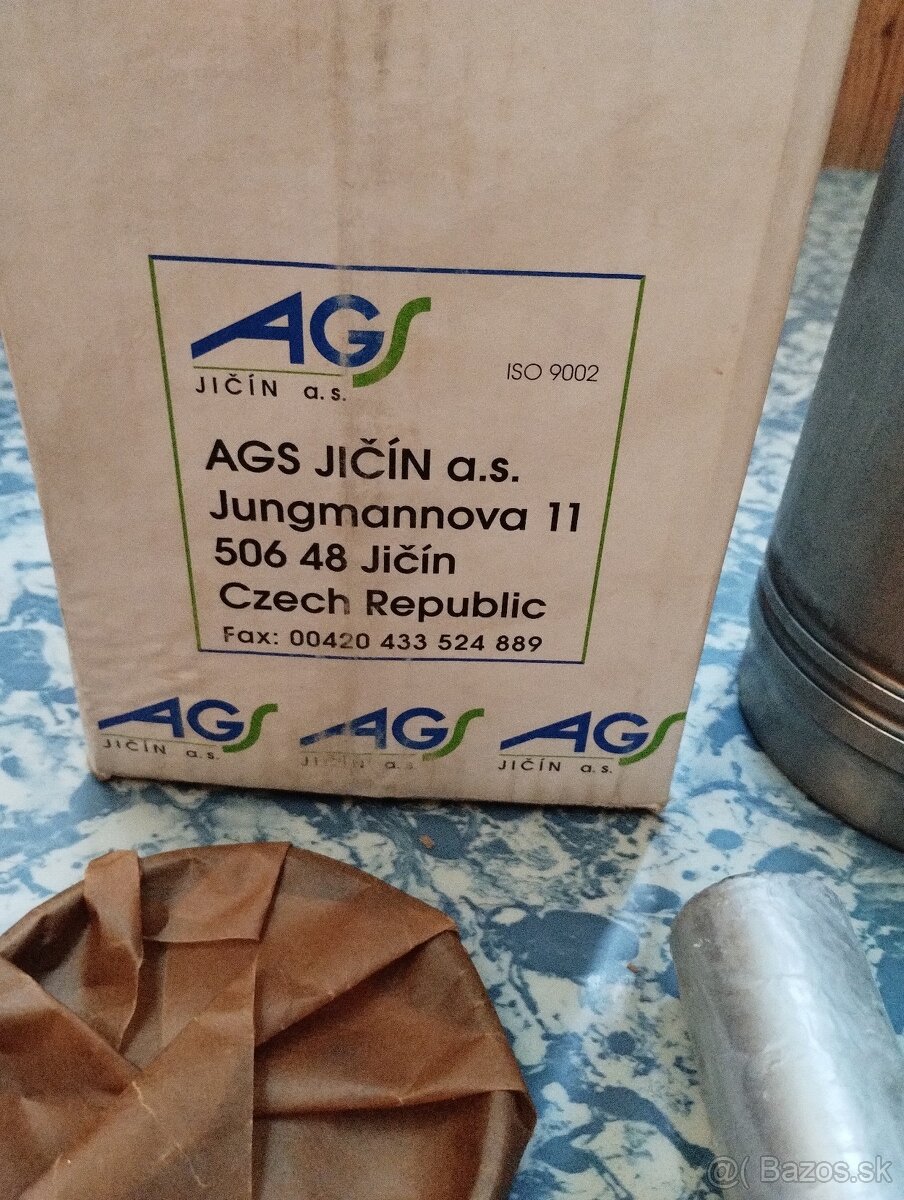 AGS
JIČÍN a.s.
ISO 9002
AGS JIČÍN a.s.
Jungmannova 11
506 48 Jičín
Czech Republic
Fax: 00420 433 524 889
AGS
JIČÍN a.s.
AGS
JIČÍN a.s.
AGS
JIČÍN a.s.
@( Bazos.sk